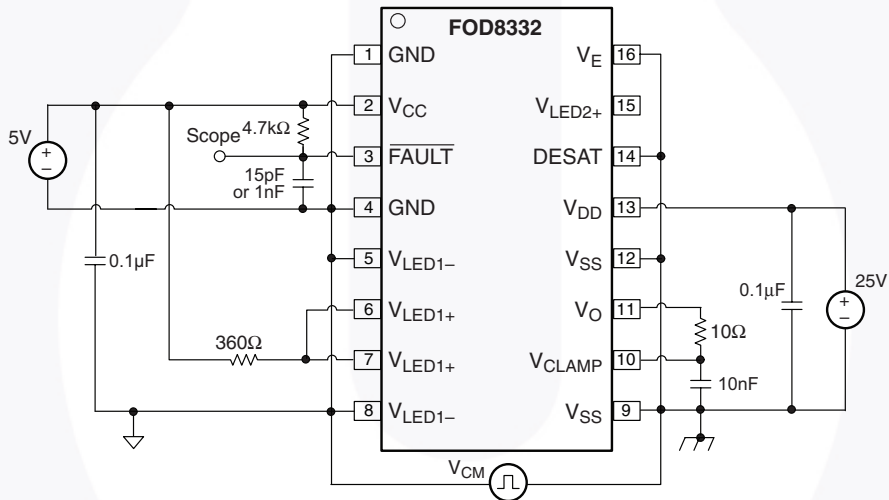 FOD8332
1 GND
VE 16
2 VCC
VLED2+ 15
5V
+
–
Scope
4.7kΩ
3 FAULT
DESAT 14
15pF
or 1nF
4 GND
VDD 13
0.1µF
5 VLED1–
VSS 12
25V
+
–
0.1µF
6 VLED1+
VO 11
10Ω
360Ω
7 VLED1+
VCLAMP 10
10nF
8 VLED1–
VSS 9
VCM